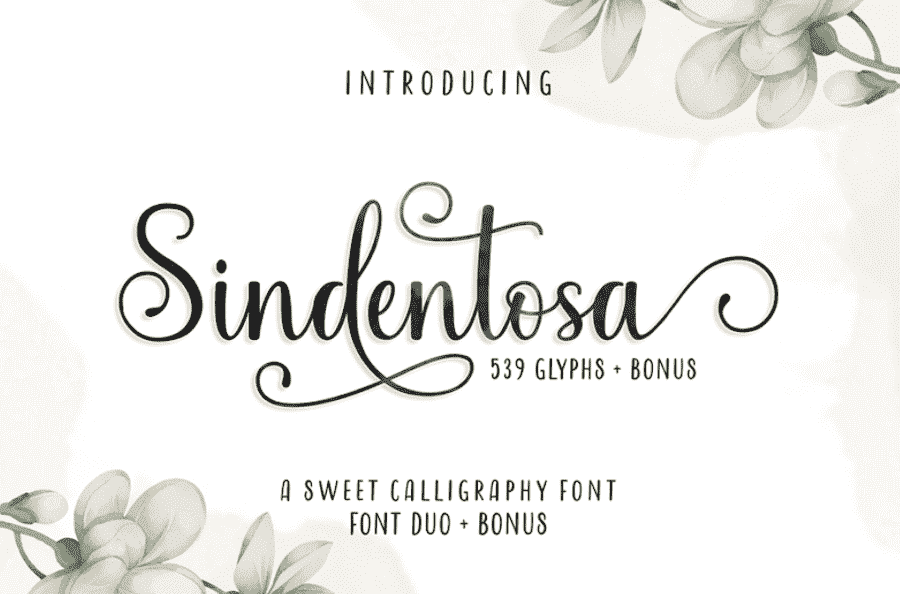 INTRODUCING
Sindentosa
539 GLYPHS + BONUS
A SWEET CALLIGRAPHY FONT
FONT DUO + BONUS